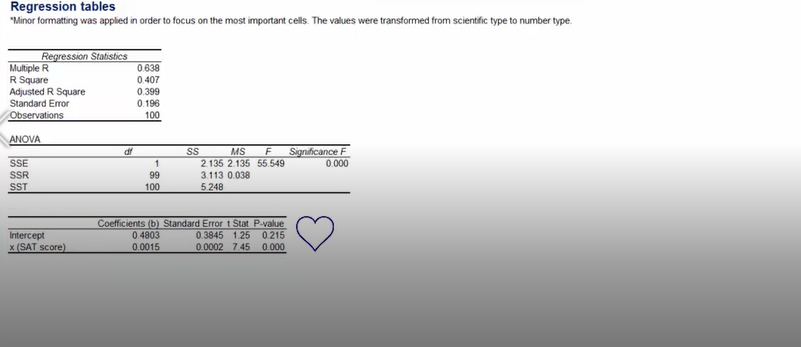 Regression tables
*Minor formatting was applied in order to focus on the most important cells. The values were transformed from scientific type to number type.
Regression Statistics
Multiple R 0.638
R Square 0.407
Adjusted R Square 0.399
Standard Error 0.196
Observations 100
ANOVA
df SS MS F Significance F
SSE 1 2.135 2.135 55.549 0.000
SSR 99 3.113 0.038
SST 100 5.248
Coefficients (b) Standard Error t Stat P-value
Intercept 0.4803 0.3845 1.25 0.215
x (SAT score) 0.0015 0.0002 7.45 0.000